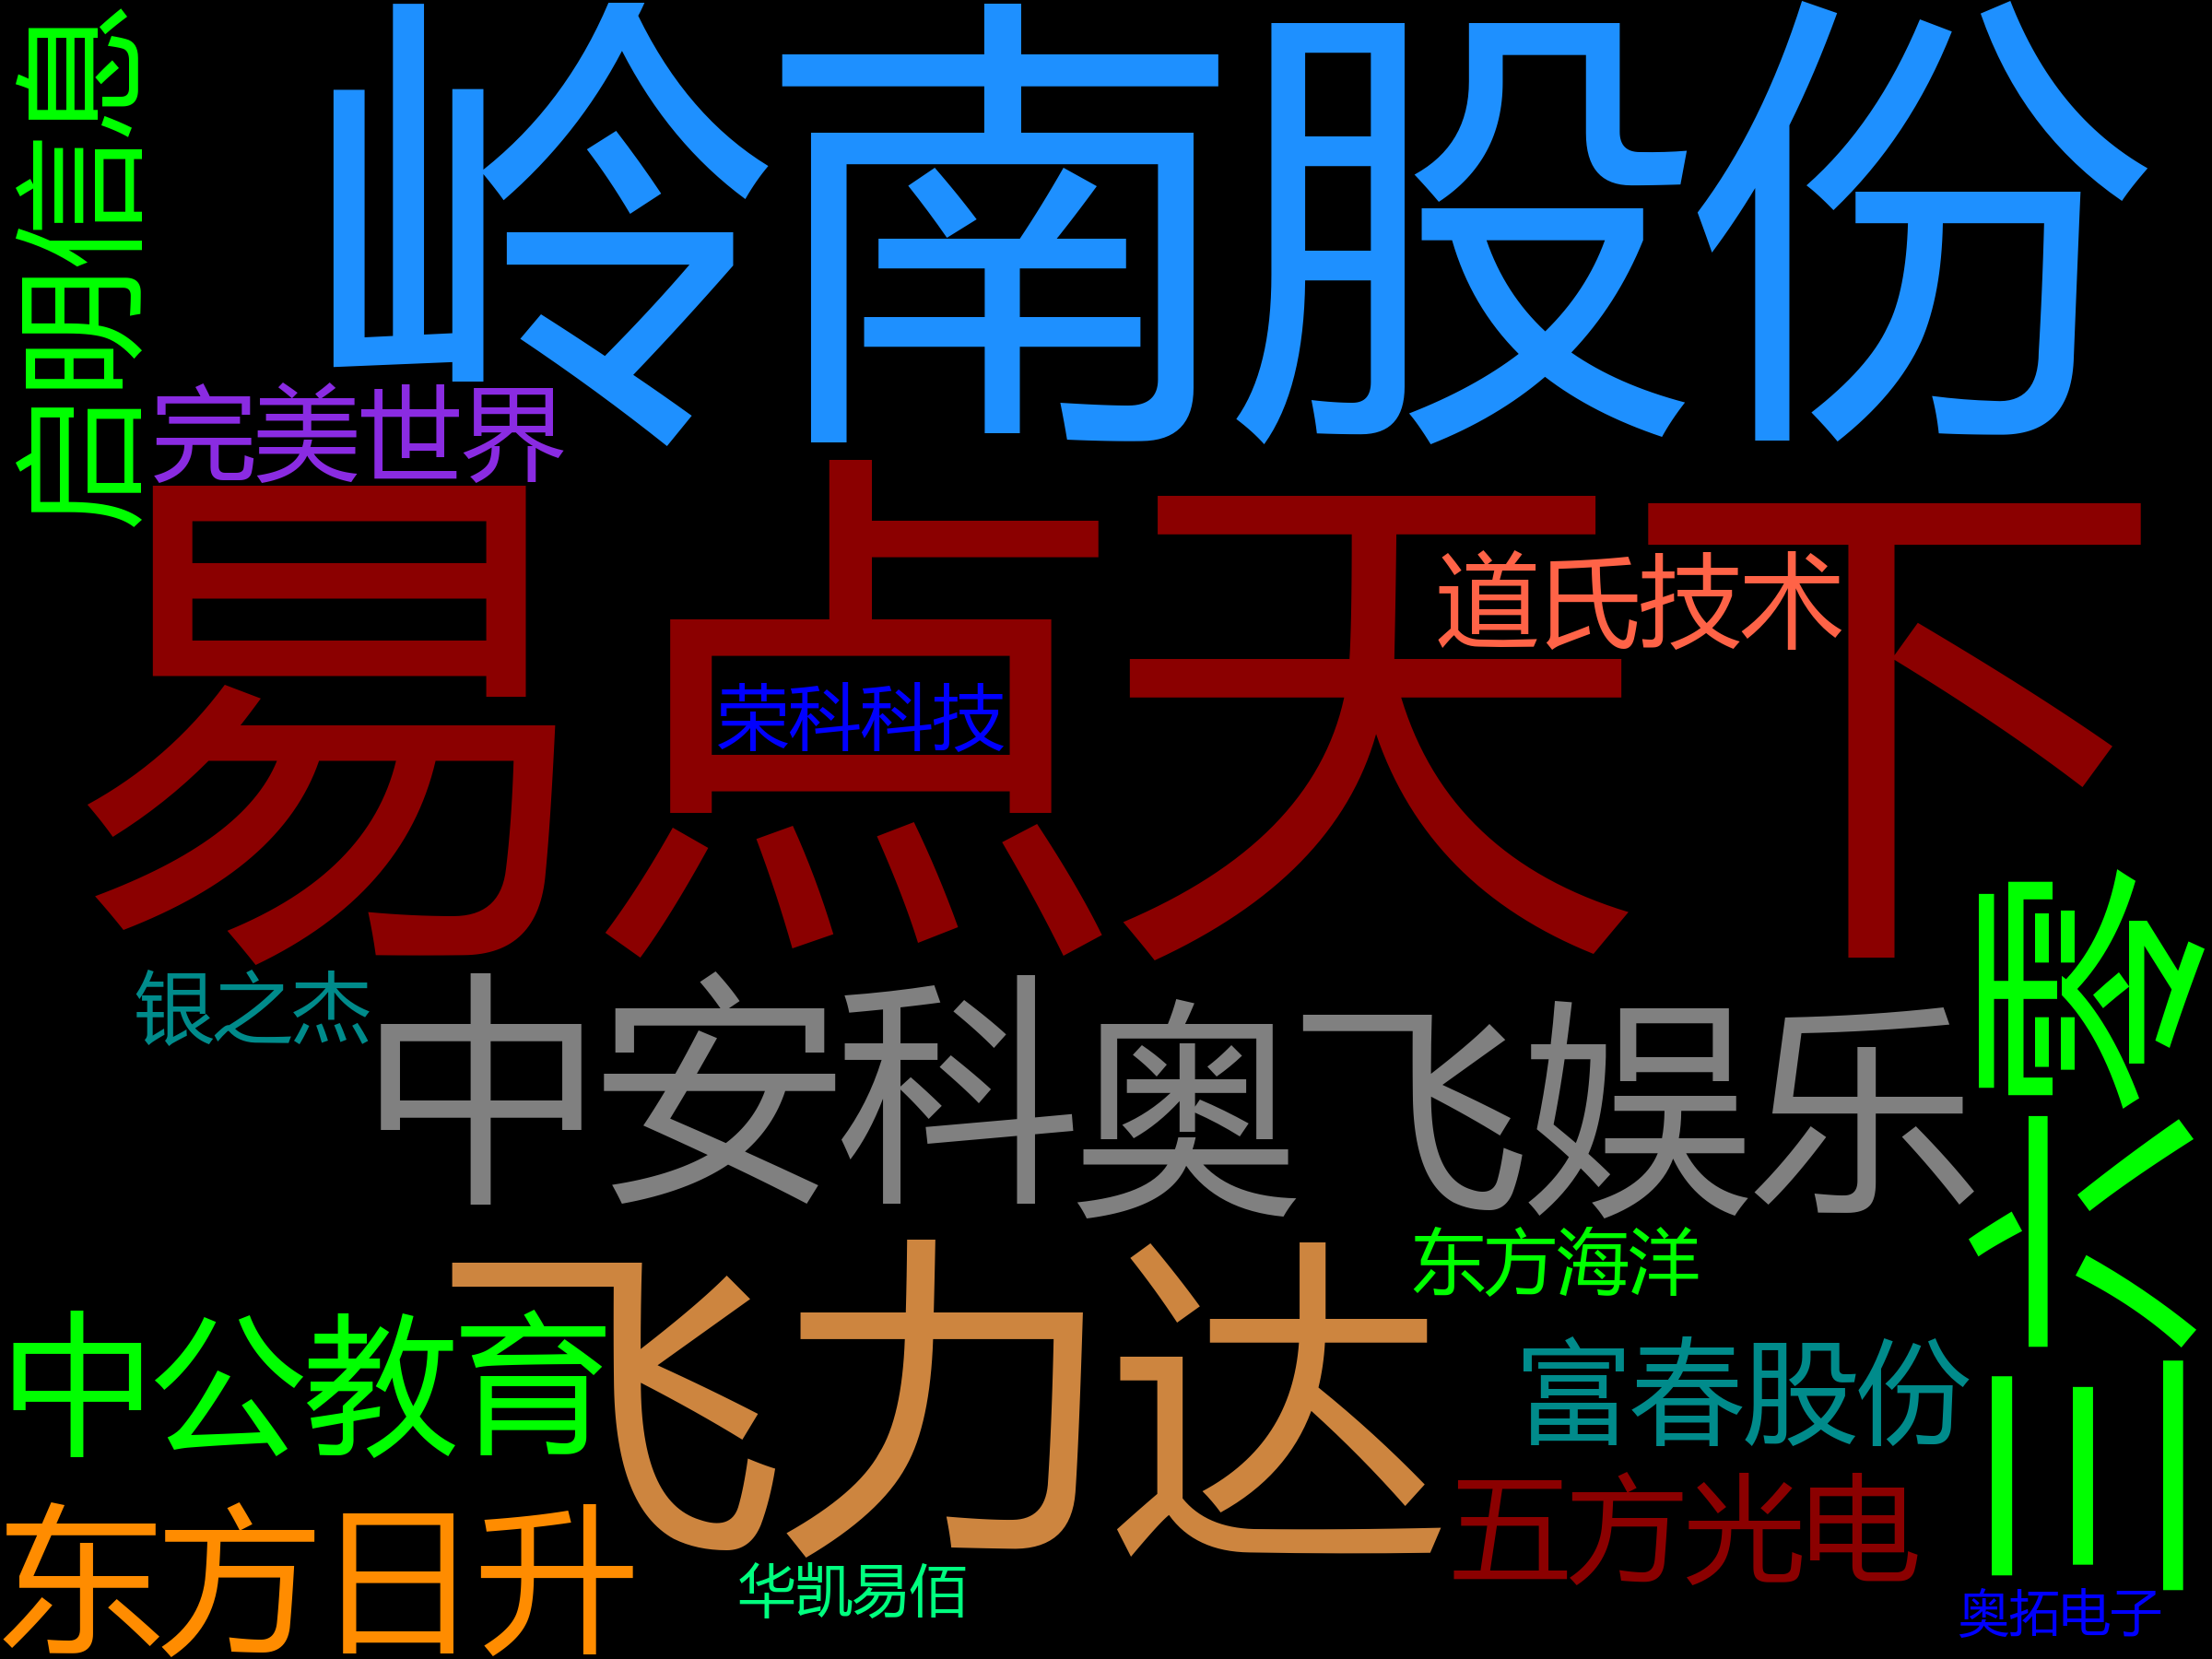 启明信息
岭南股份
完美世界
易点天下
道氏技术
荣科科技
三六零
银之杰
中安科
奥飞娱乐
东方海洋
飞力达
中公教育
富春股份
五方光电
东方日升
华凯易佰
奥拓电子